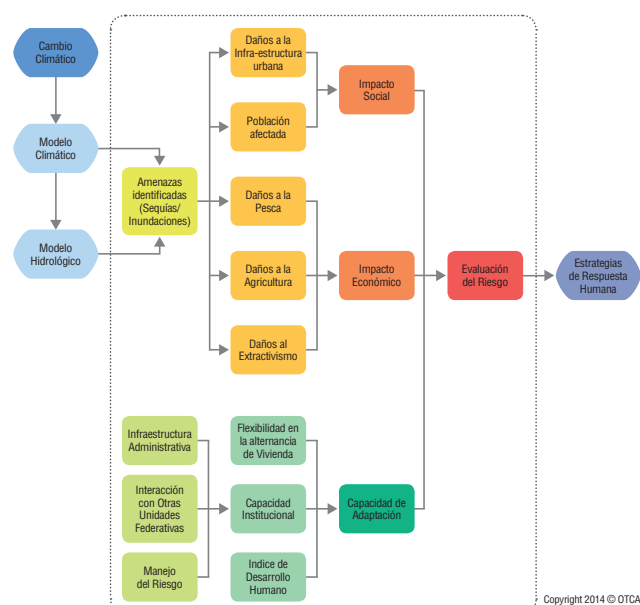 Cambio
Climático
Modelo
Climático
Modelo
Hidrológico
Amenazas
identificadas
(Sequías/
Inundaciones)
Daños a la
Infra-estructura
urbana
Población
afectada
Daños a la
Pesca
Daños a la
Agricultura
Daños al
Extractivismo
Impacto
Social
Impacto
Económico
Evaluación
del Riesgo
Estrategias
de Respuesta
Humana
Infraestructura
Administrativa
Interacción
con Otras
Unidades
Federativas
Manejo
del Riesgo
Flexibilidad en
la alternancia
de Vivienda
Capacidad
Institucional
Indice de
Desarrollo
Humano
Capacidad de
Adaptación
Copyright 2014 © OTCA